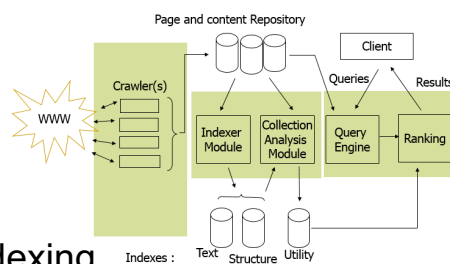 Page and content Repository
Client
Crawler(s)
Queries
Results
WWW
Indexer
Module
Collection
Analysis
Module
Query
Engine
Ranking
dexing
Indexes :
Text
Structure
Utility